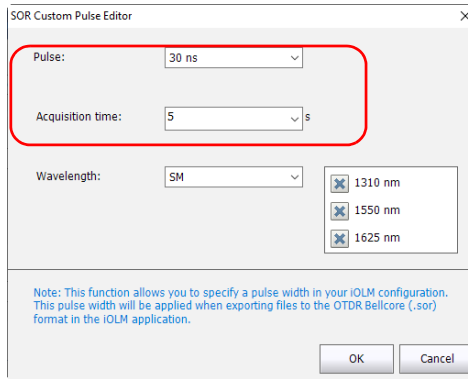 SOR Custom Pulse Editor
Pulse: 30 ns
Acquisition time: 5 s
Wavelength: SM
1310 nm
1550 nm
1625 nm
Note: This function allows you to specify a pulse width in your iOLM configuration.
This pulse width will be applied when exporting files to the OTDR Bellcore (.sor)
format in the iOLM application.
OK Cancel